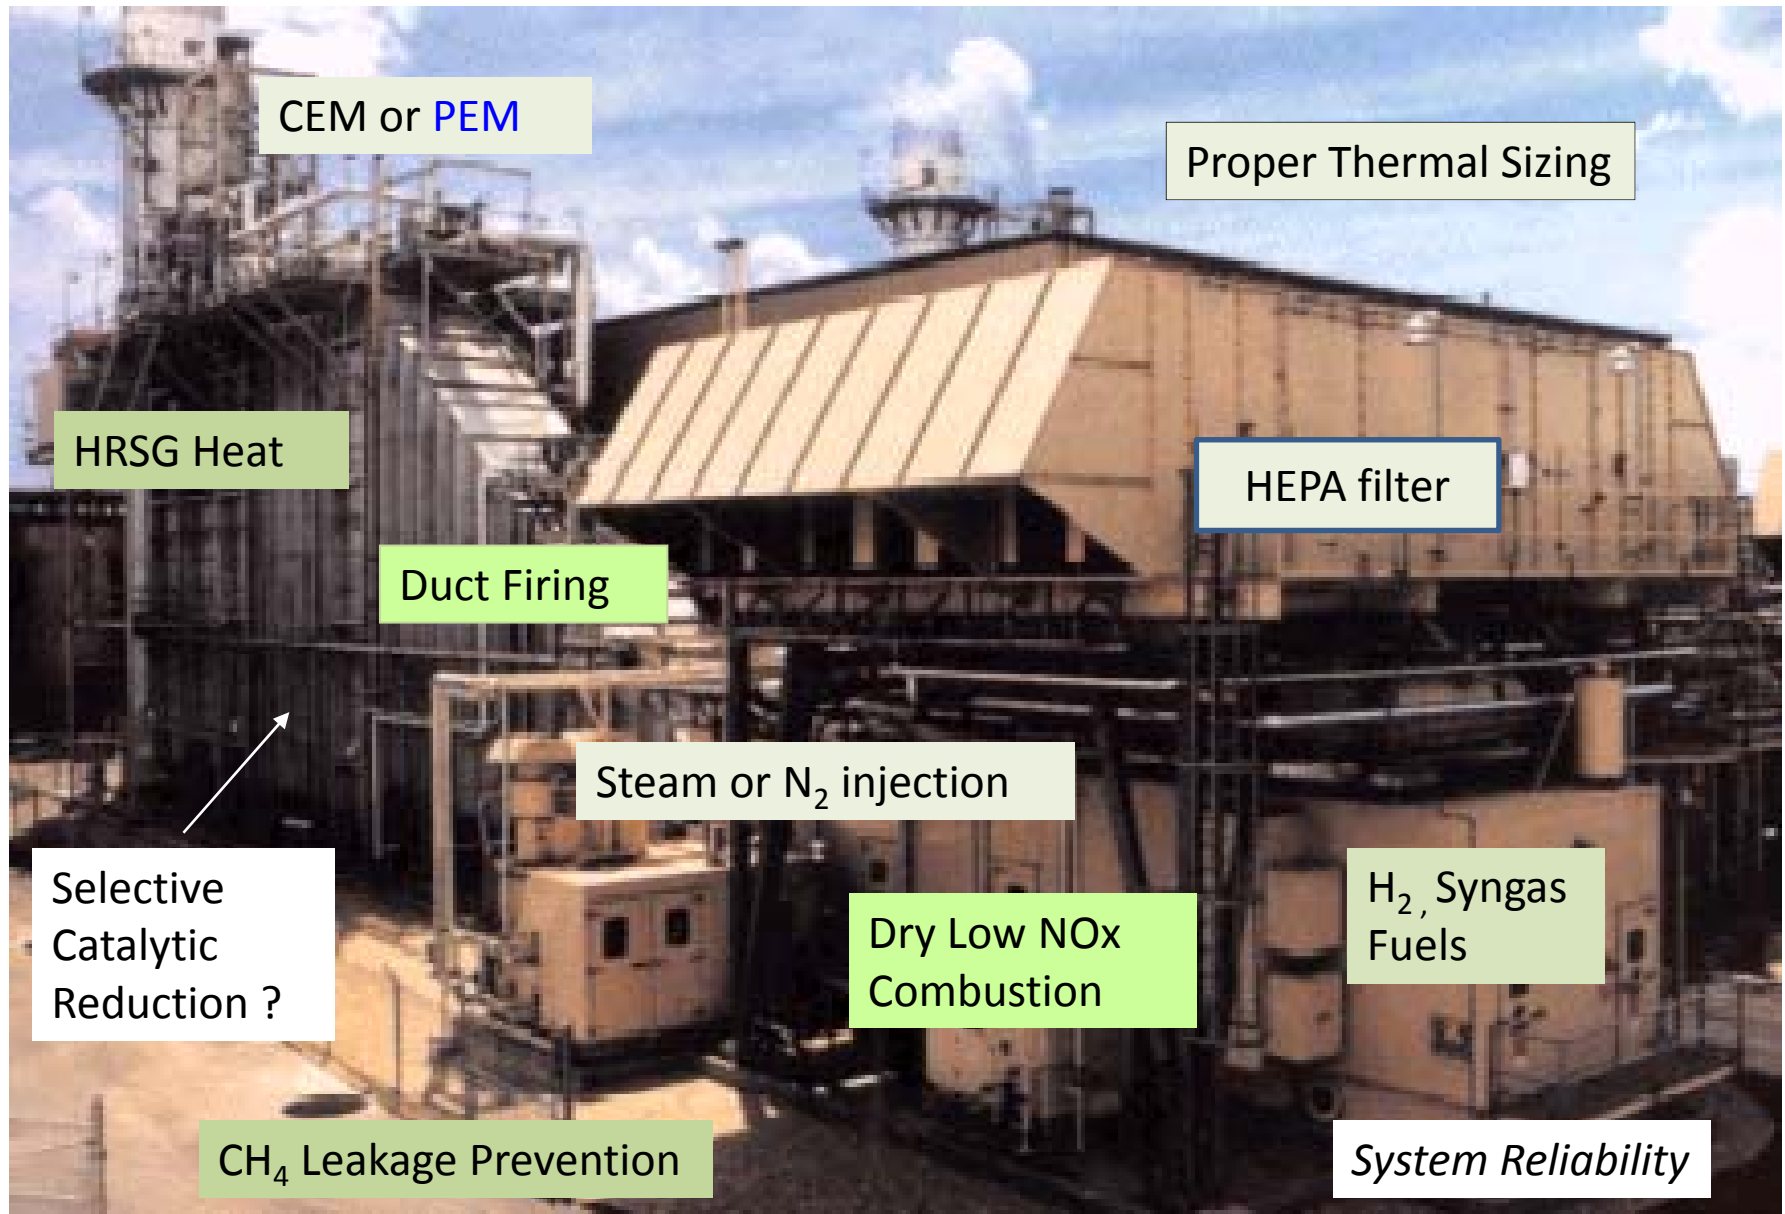 CEM or PEM
Proper Thermal Sizing
HRSG Heat
HEPA filter
Duct Firing
Steam or N₂ injection
Selective
Catalytic
Reduction ?
Dry Low NOx
Combustion
H₂ , Syngas
Fuels
CH₄ Leakage Prevention
System Reliability